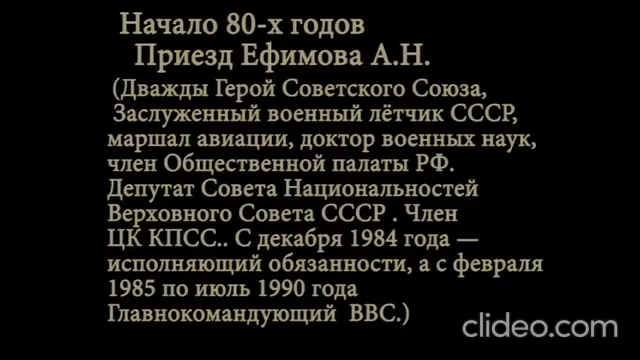 Начало 80-х годов
Приезд Ефимова А.Н.
(Дважды Герой Советского Союза,
Заслуженный военный лётчик СССР,
маршал авиации, доктор военных наук,
член Общественной палаты РФ.
Депутат Совета Национальностей
Верховного Совета СССР . Член
ЦК КПСС.. С декабря 1984 года —
исполняющий обязанности, а с февраля
1985 по июль 1990 года
Главнокомандующий ВВС.)
clideo.com